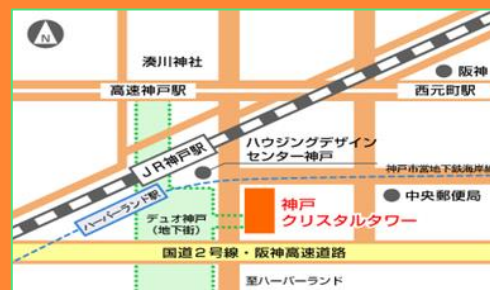 N
湊川神社
阪神
高速神戸駅
西元町駅
JR神戸駅
ハウジングデザイン
センター神戸
神戸市営地下鉄海岸線
ハーバーランド駅
中央郵便局
デュオ神戸
(地下街)
神戸
クリスタルタワー
国道2号線・阪神高速道路
至ハーバーランド